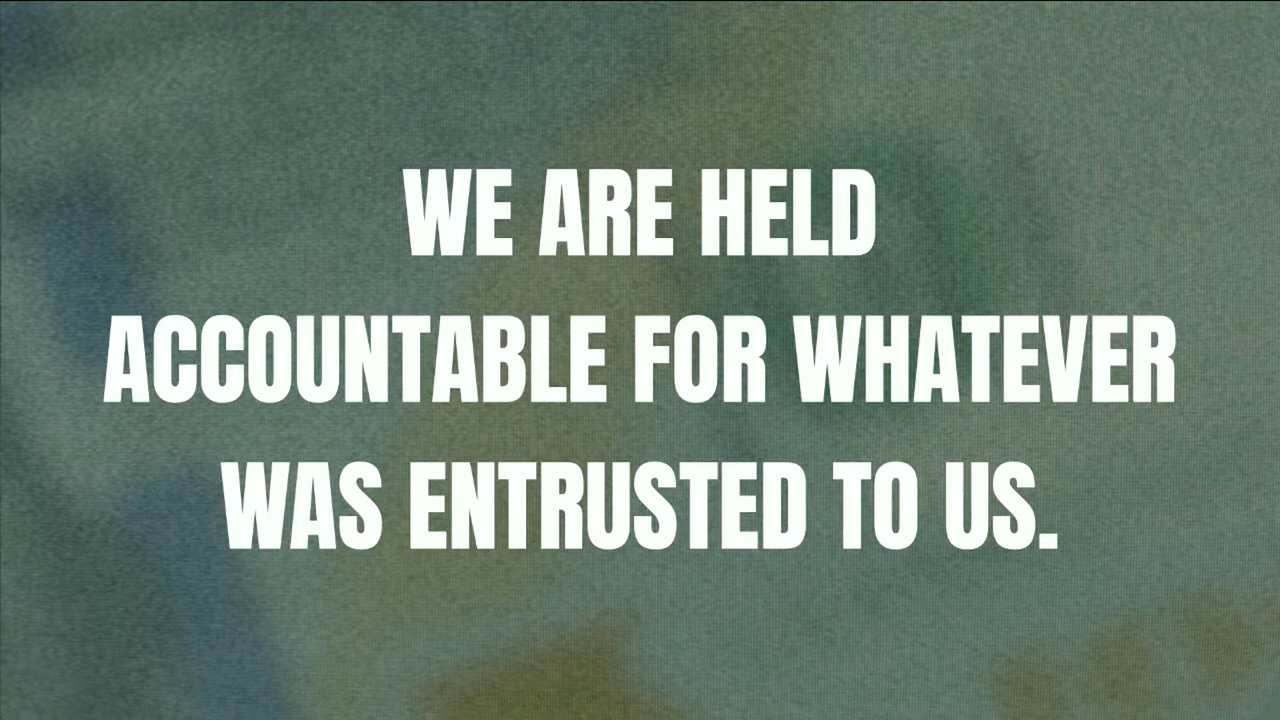 WE ARE HELD
ACCOUNTABLE FOR WHATEVER
WAS ENTRUSTED TO US.